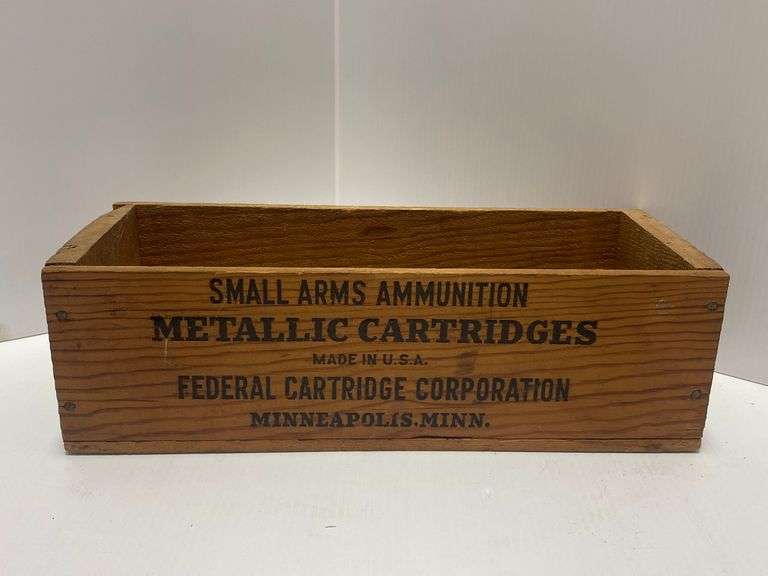 SMALL ARMS AMMUNITION
METALLIC CARTRIDGES
MADE IN U.S.A.
FEDERAL CARTRIDGE CORPORATION
MINNEAPOLIS.MINN.